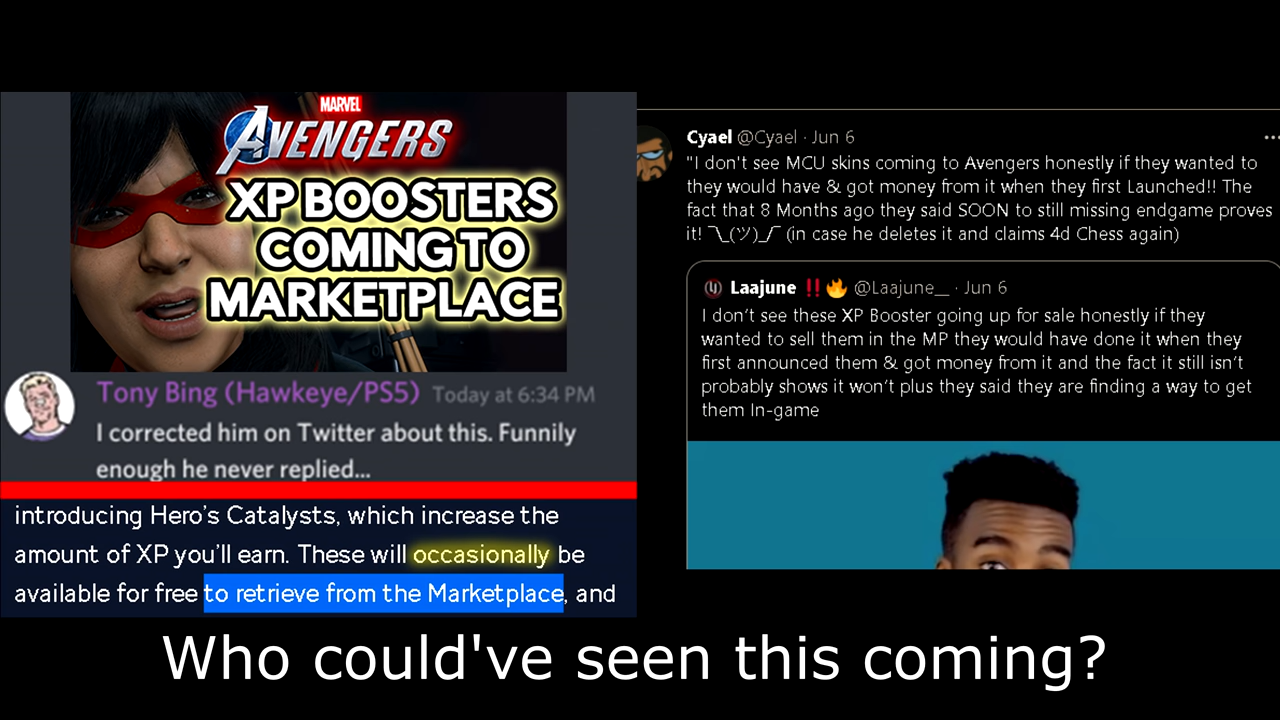 MARVEL
AVENGERS
XP BOOSTERS
COMING TO
MARKETPLACE
Tony Bing (Hawkeye/PS5) Today at 6:34 PM
I corrected him on Twitter about this. Funnily
enough he never replied...
introducing Hero's Catalysts, which increase the
amount of XP you'll earn. These will occasionally be
available for free to retrieve from the Marketplace, and
Cyael @Cyael · Jun 6
"I don't see MCU skins coming to Avengers honestly if they wanted to
they would have & got money from it when they first Launched!! The
fact that 8 Months ago they said SOON to still missing endgame proves
it! ¯\_(ツ)_/¯ (in case he deletes it and claims 4d Chess again)
Laajune ‼️🔥 @Laajune__ · Jun 6
I don't see these XP Booster going up for sale honestly if they
wanted to sell them in the MP they would have done it when they
first announced them & got money from it and the fact it still isn't
probably shows it won't plus they said they are finding a way to get
them In-game
Who could've seen this coming?